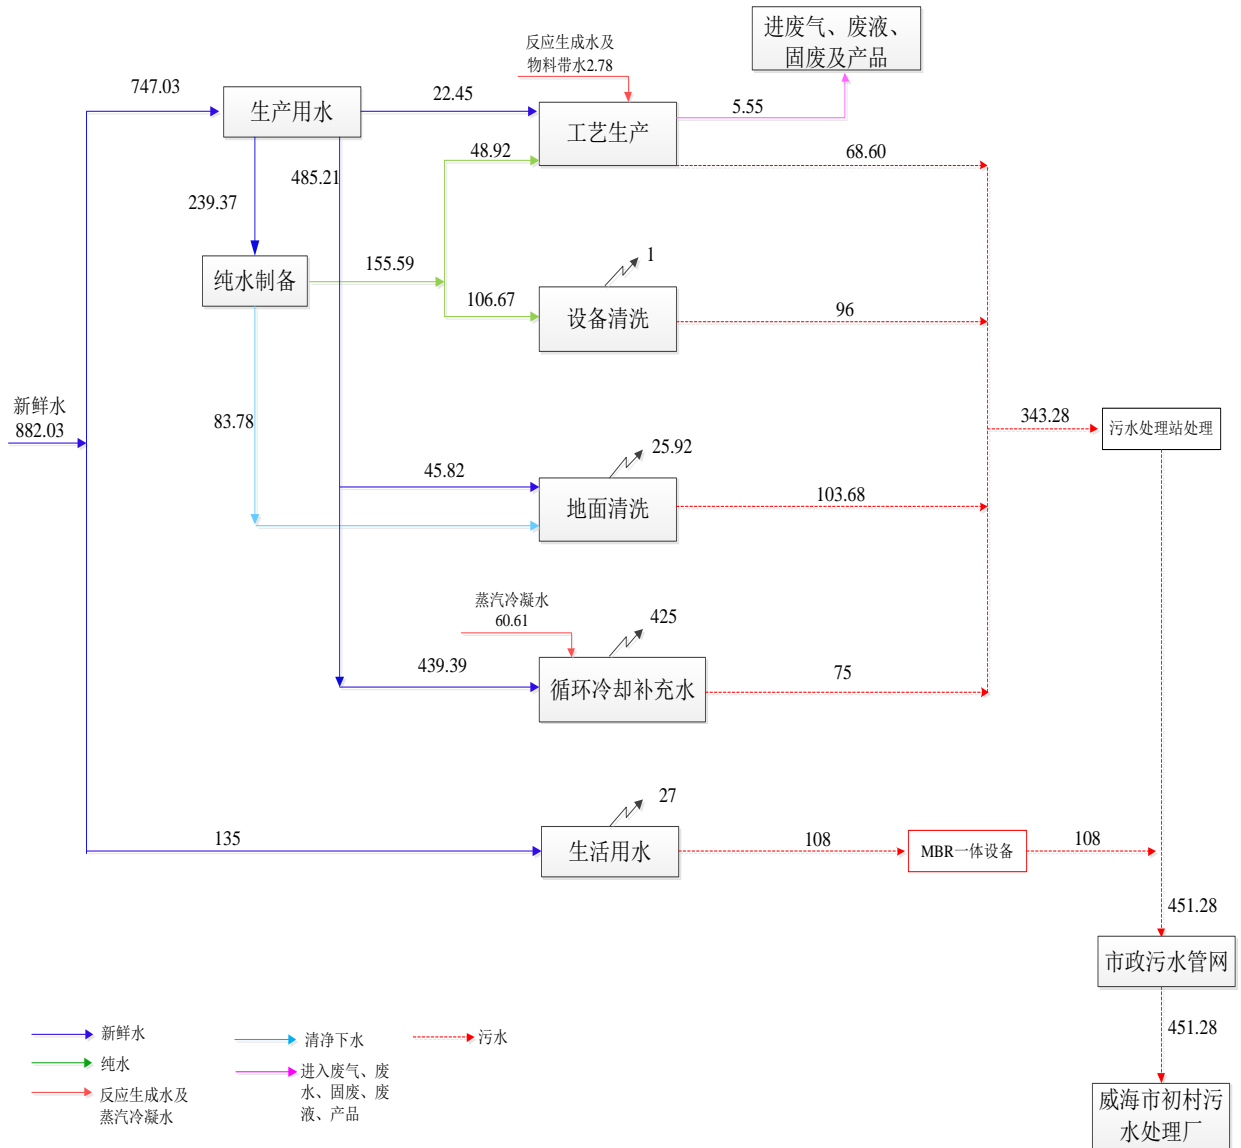 进废气、废液、
固废及产品
反应生成水及
物料带水2.78
747.03
生产用水
22.45
工艺生产
5.55
48.92
68.60
485.21
239.37
纯水制备
155.59
1
106.67
设备清洗
96
新鲜水
882.03
83.78
343.28
污水处理站处理
45.82
25.92
地面清洗
103.68
蒸汽冷凝水
60.61
425
439.39
循环冷却补充水
75
27
135
生活用水
108
MBR一体设备
108
451.28
市政污水管网
451.28
威海市初村污
水处理厂
新鲜水
纯水
反应生成水及
蒸汽冷凝水
清净下水
进入废气、废
水、固废、废
液、产品
污水